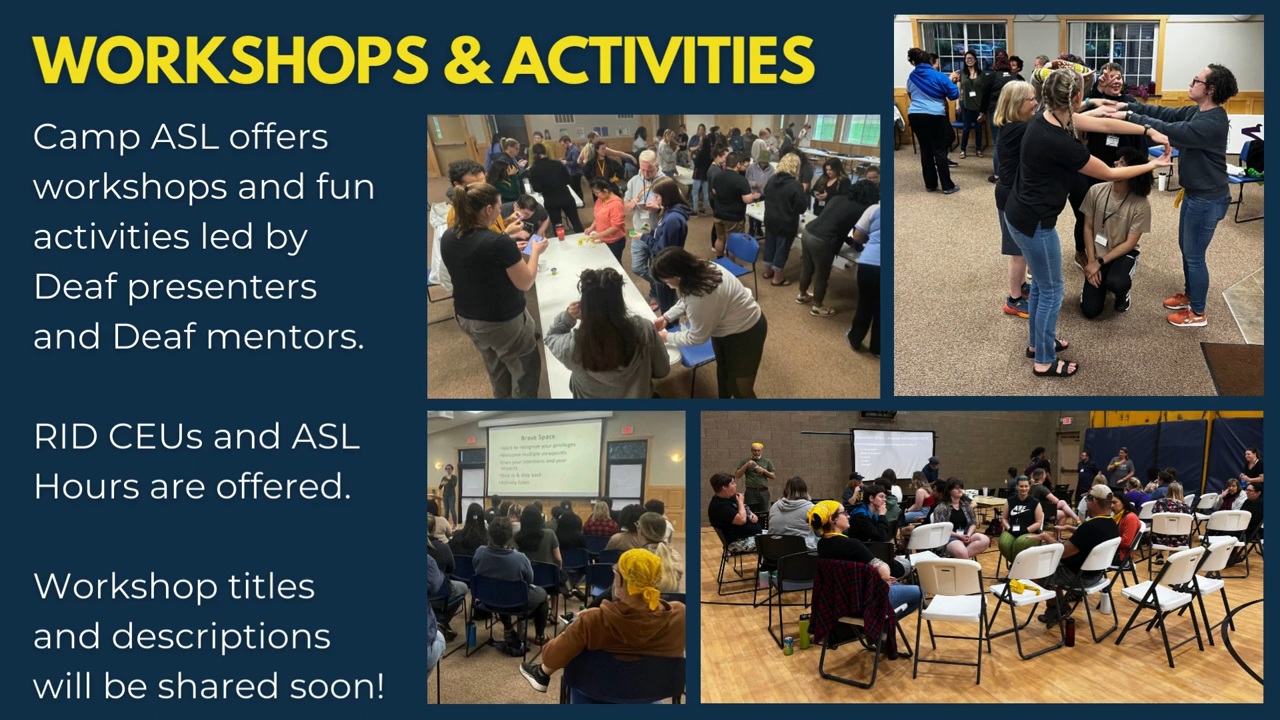 WORKSHOPS & ACTIVITIES
Camp ASL offers
workshops and fun
activities led by
Deaf presenters
and Deaf mentors.
RID CEUs and ASL
Hours are offered.
Workshop titles
and descriptions
will be shared soon!
Brave Space